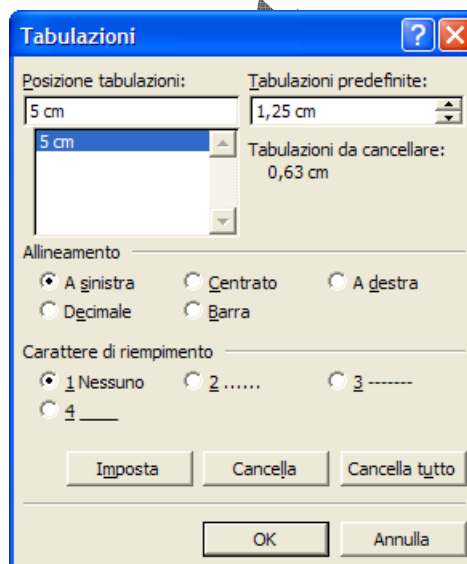 Tabulazioni
Posizione tabulazioni: Tabulazioni predefinite:
5 cm 1,25 cm
5 cm
Tabulazioni da cancellare:
0,63 cm
Allineamento
A sinistra Centrato A destra
Decimale Barra
Carattere di riempimento
1 Nessuno 2 ...... 3 -------
4 ____
Imposta Cancella Cancella tutto
OK Annulla